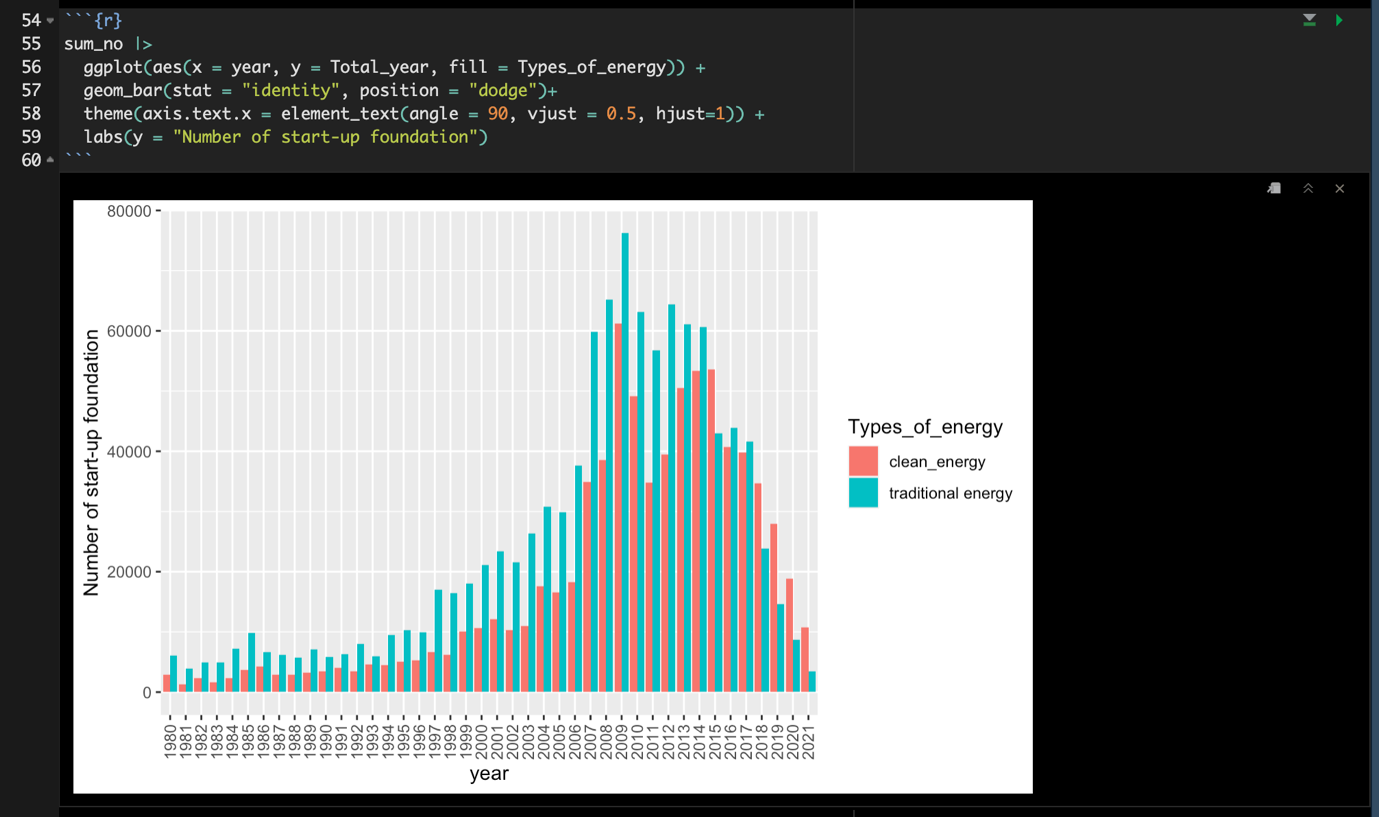 54 ```{r}
55 sum_no |>
56 ggplot(aes(x = year, y = Total_year, fill = Types_of_energy)) +
57 geom_bar(stat = "identity", position = "dodge")+
58 theme(axis.text.x = element_text(angle = 90, vjust = 0.5, hjust=1)) +
59 labs(y = "Number of start-up foundation")
60 ```
80000
60000
40000
20000
0
Number of start-up foundation
1980 1981 1982 1983 1984 1985 1986 1987 1988 1989 1990 1991 1992 1993 1994 1995 1996 1997 1998 1999 2000 2001 2002 2003 2004 2005 2006 2007 2008 2009 2010 2011 2012 2013 2014 2015 2016 2017 2018 2019 2020 2021
year
Types_of_energy
clean_energy
traditional energy